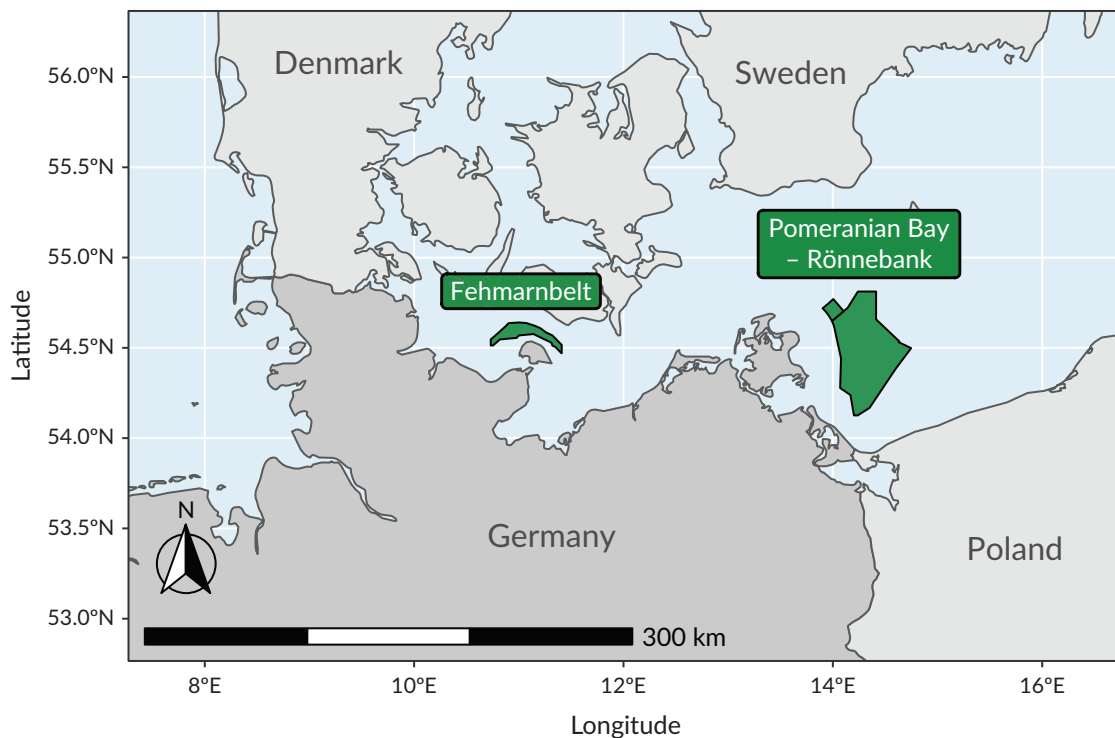 Denmark
Sweden
Pomeranian Bay
– Rönnebank
Fehmarnbelt
Germany
Poland
N
300 km
56.0°N
55.5°N
55.0°N
54.5°N
54.0°N
53.5°N
53.0°N
Latitude
8°E
10°E
12°E
14°E
16°E
Longitude